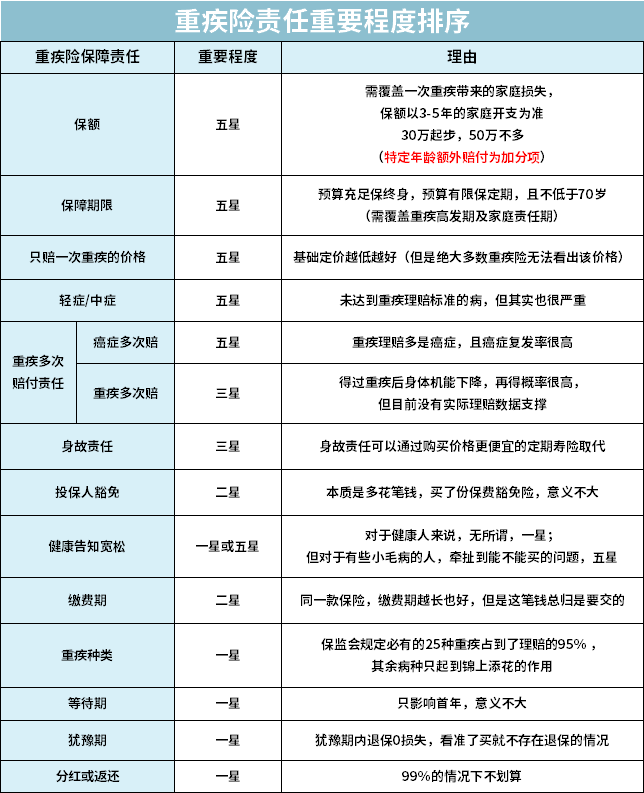 重疾险责任重要程度排序
重疾险保障责任 重要程度 理由
保额 五星 需覆盖一次重疾带来的家庭损失，
保额以3-5年的家庭开支为准
30万起步，50万不多
（特定年龄额外赔付为加分项）
保障期限 五星 预算充足保终身，预算有限保定期，且不低于70岁
（需覆盖重疾高发期及家庭责任期）
只赔一次重疾的价格 五星 基础定价越低越好（但是绝大多数重疾险无法看出该价格）
轻症/中症 五星 未达到重疾理赔标准的病，但其实也很严重
重疾多次
赔付责任
癌症多次赔 五星 重疾理赔多是癌症，且癌症复发率很高
重疾多次赔 三星 得过重疾后身体机能下降，再得概率很高，
但目前没有实际理赔数据支撑
身故责任 三星 身故责任可以通过购买价格更便宜的定期寿险取代
投保人豁免 二星 本质是多花笔钱，买了份保费豁免险，意义不大
健康告知宽松 一星或五星 对于健康人来说，无所谓，一星；
但对于有些小毛病的人，牵扯到能不能买的问题，五星
缴费期 二星 同一款保险，缴费期越长也好，但是这笔钱总归是要交的
重疾种类 一星 保监会规定必有的25种重疾占到了理赔的95%，
其余病种只起到锦上添花的作用
等待期 一星 只影响首年，意义不大
犹豫期 一星 犹豫期内退保0损失，看准了买就不存在退保的情况
分红或返还 一星 99%的情况下不划算